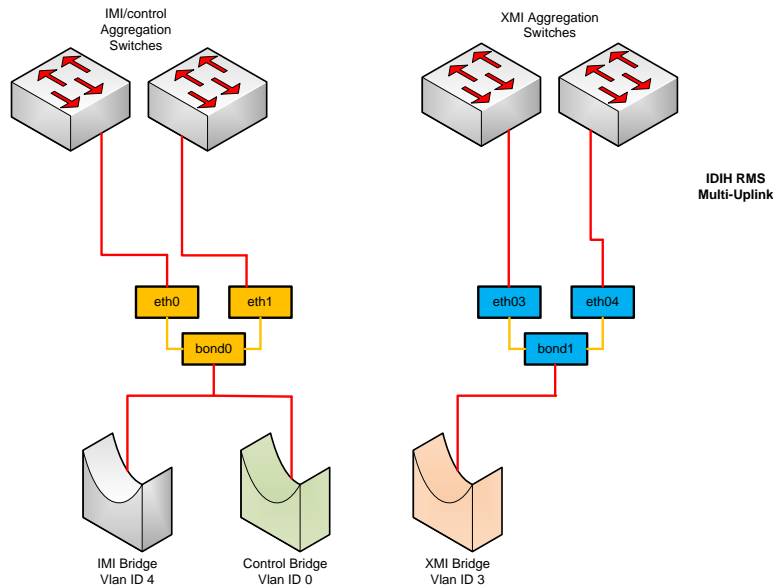 IMI/control
Aggregation
Switches
XMI Aggregation
Switches
IDIH RMS
Multi-Uplink
eth0
eth1
eth03
eth04
bond0
bond1
IMI Bridge
Vlan ID 4
Control Bridge
Vlan ID 0
XMI Bridge
Vlan ID 3